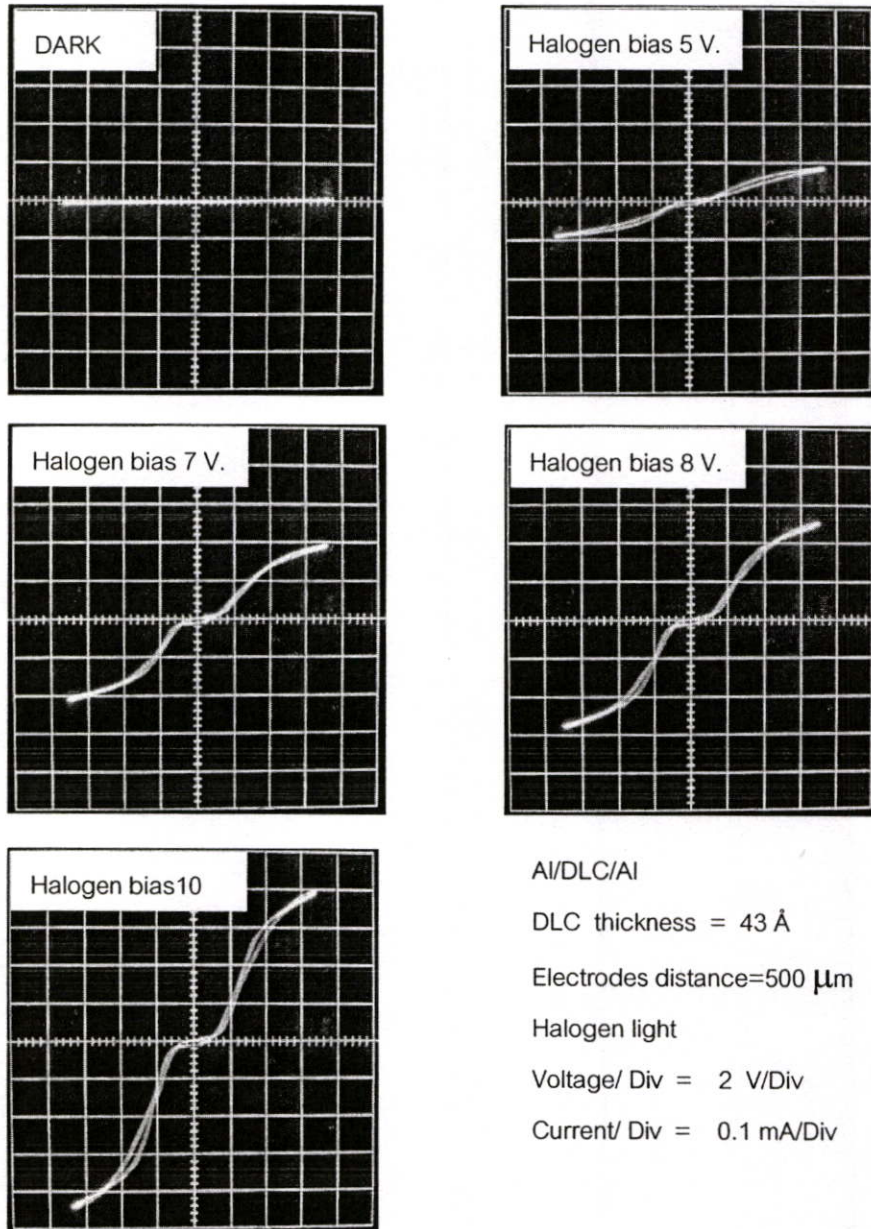 DARK
Halogen bias 5 V.
Halogen bias 7 V.
Halogen bias 8 V.
Halogen bias10
Al/DLC/Al
DLC thickness = 43 Å
Electrodes distance=500 μm
Halogen light
Voltage/ Div = 2 V/Div
Current/ Div = 0.1 mA/Div